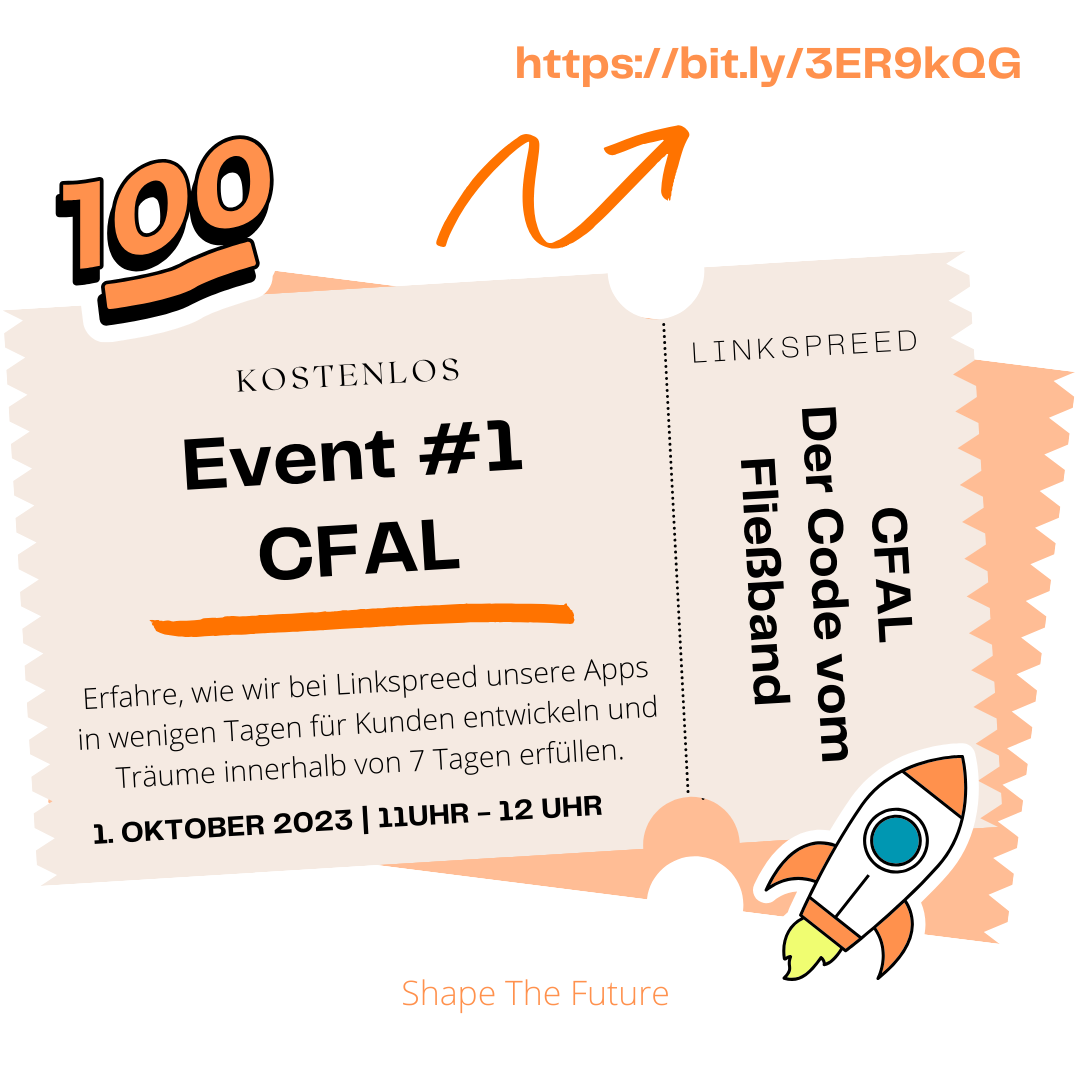 https://bit.ly/3ER9kQG
100
KOSTENLOS
Event #1
CFAL
Erfahre, wie wir bei Linkspreed unsere Apps
in wenigen Tagen für Kunden entwickeln und
Träume innerhalb von 7 Tagen erfüllen.
1. OKTOBER 2023 | 11UHR – 12 UHR
LINKSPREED
CFAL
Der Code vom
Fließband
Shape The Future